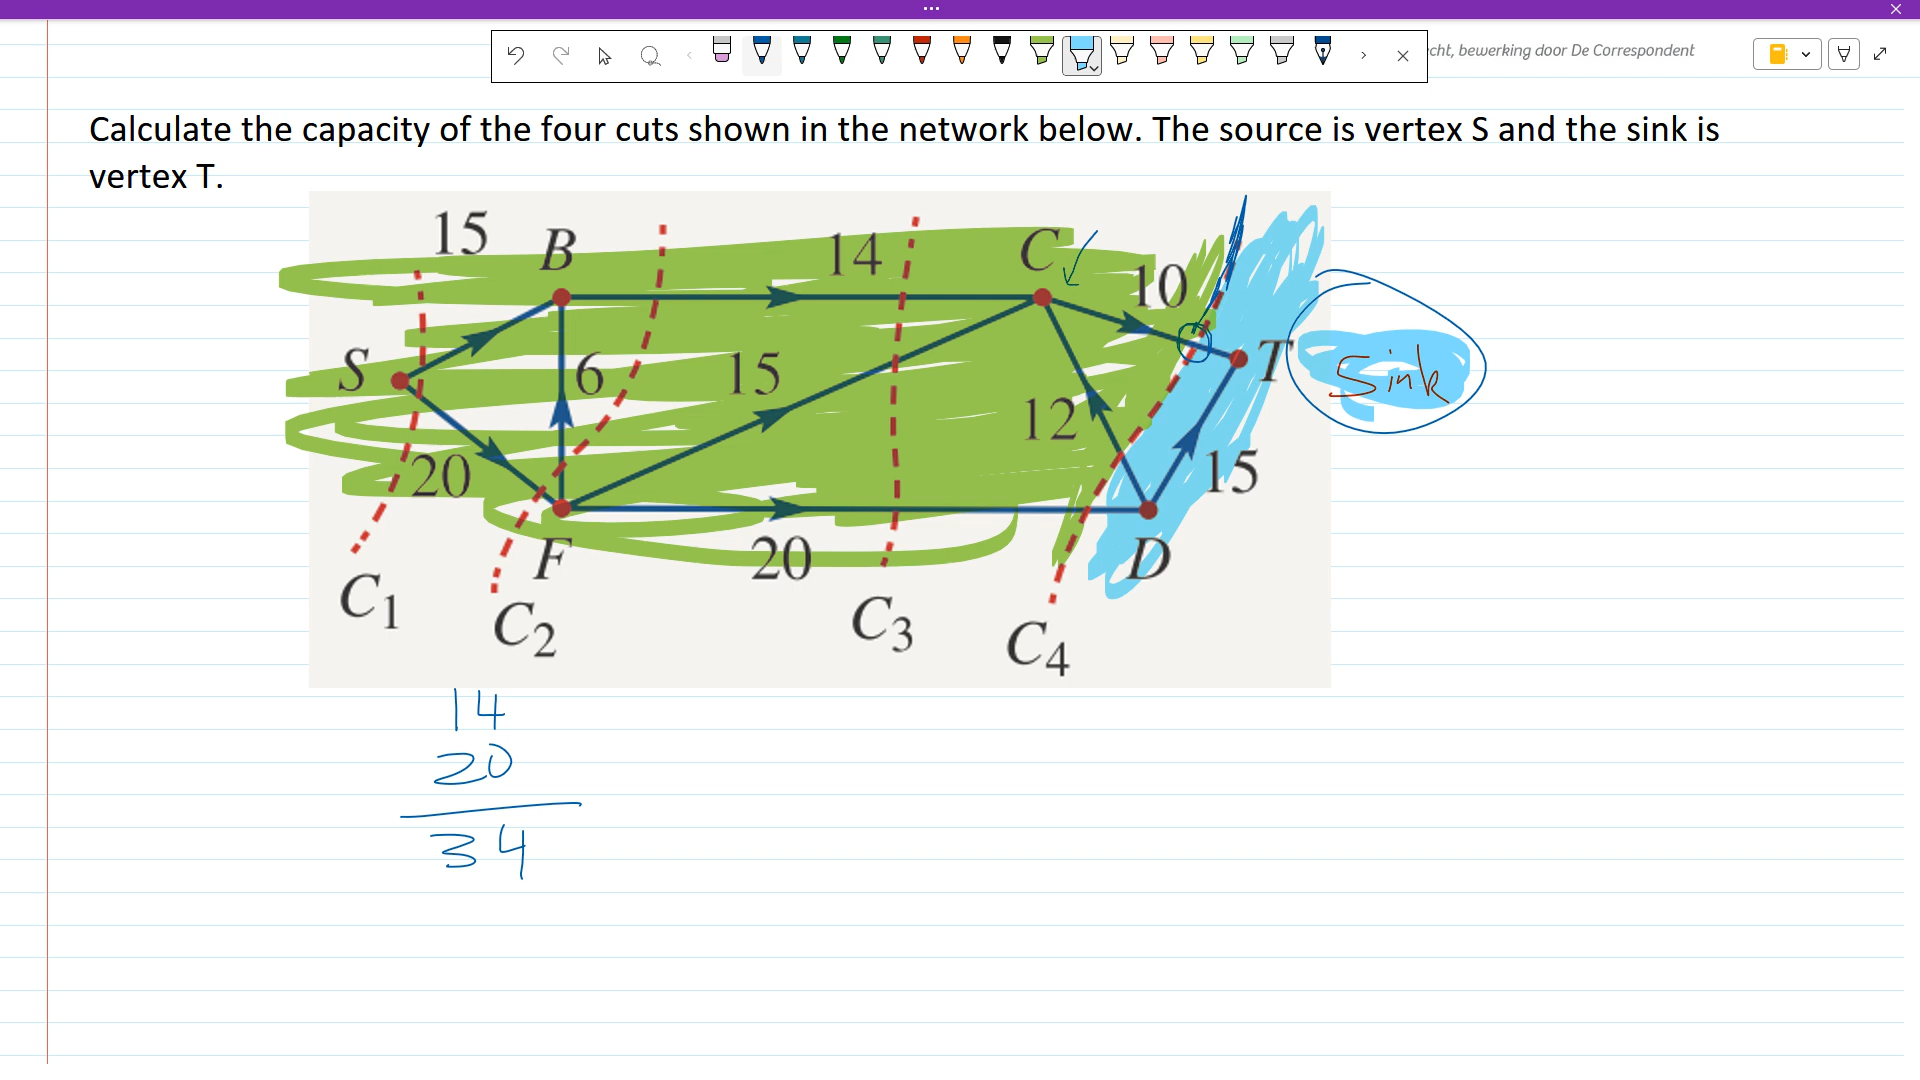 cht, bewerking door De Correspondent
Calculate the capacity of the four cuts shown in the network below. The source is vertex S and the sink is
vertex T.
15 B 14 C 10
S 6 15 12 T Sink
20 15
F 20 D
C1 C2 C3 C4
14
20
34